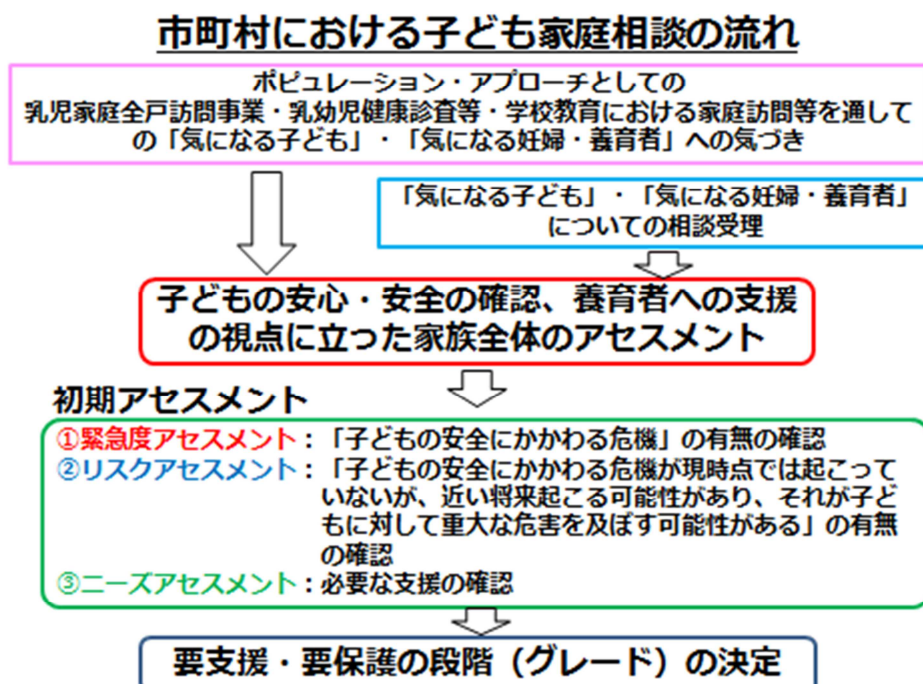 市町村における子ども家庭相談の流れ
ポピュレーション・アプローチとしての
乳児家庭全戸訪問事業・乳幼児健康診査等・学校教育における家庭訪問等を通して
の「気になる子ども」・「気になる妊婦・養育者」への気づき
「気になる子ども」・「気になる妊婦・養育者」
についての相談受理
子どもの安心・安全の確認、養育者への支援
の視点に立った家族全体のアセスメント
初期アセスメント
①緊急度アセスメント：「子どもの安全にかかわる危機」の有無の確認
②リスクアセスメント：「子どもの安全にかかわる危機が現時点では起こって
いないが、近い将来起こる可能性があり、それが子ど
もに対して重大な危害を及ぼす可能性がある」の有無
の確認
③ニーズアセスメント：必要な支援の確認
要支援・要保護の段階（グレード）の決定